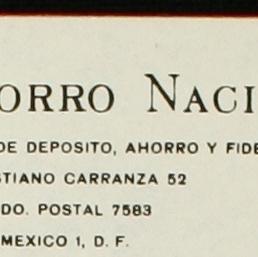 ORRO NACI
DE DEPOSITO, AHORRO Y FIDE
STIANO CARRANZA 52
DO. POSTAL 7583
MEXICO 1, D. F.